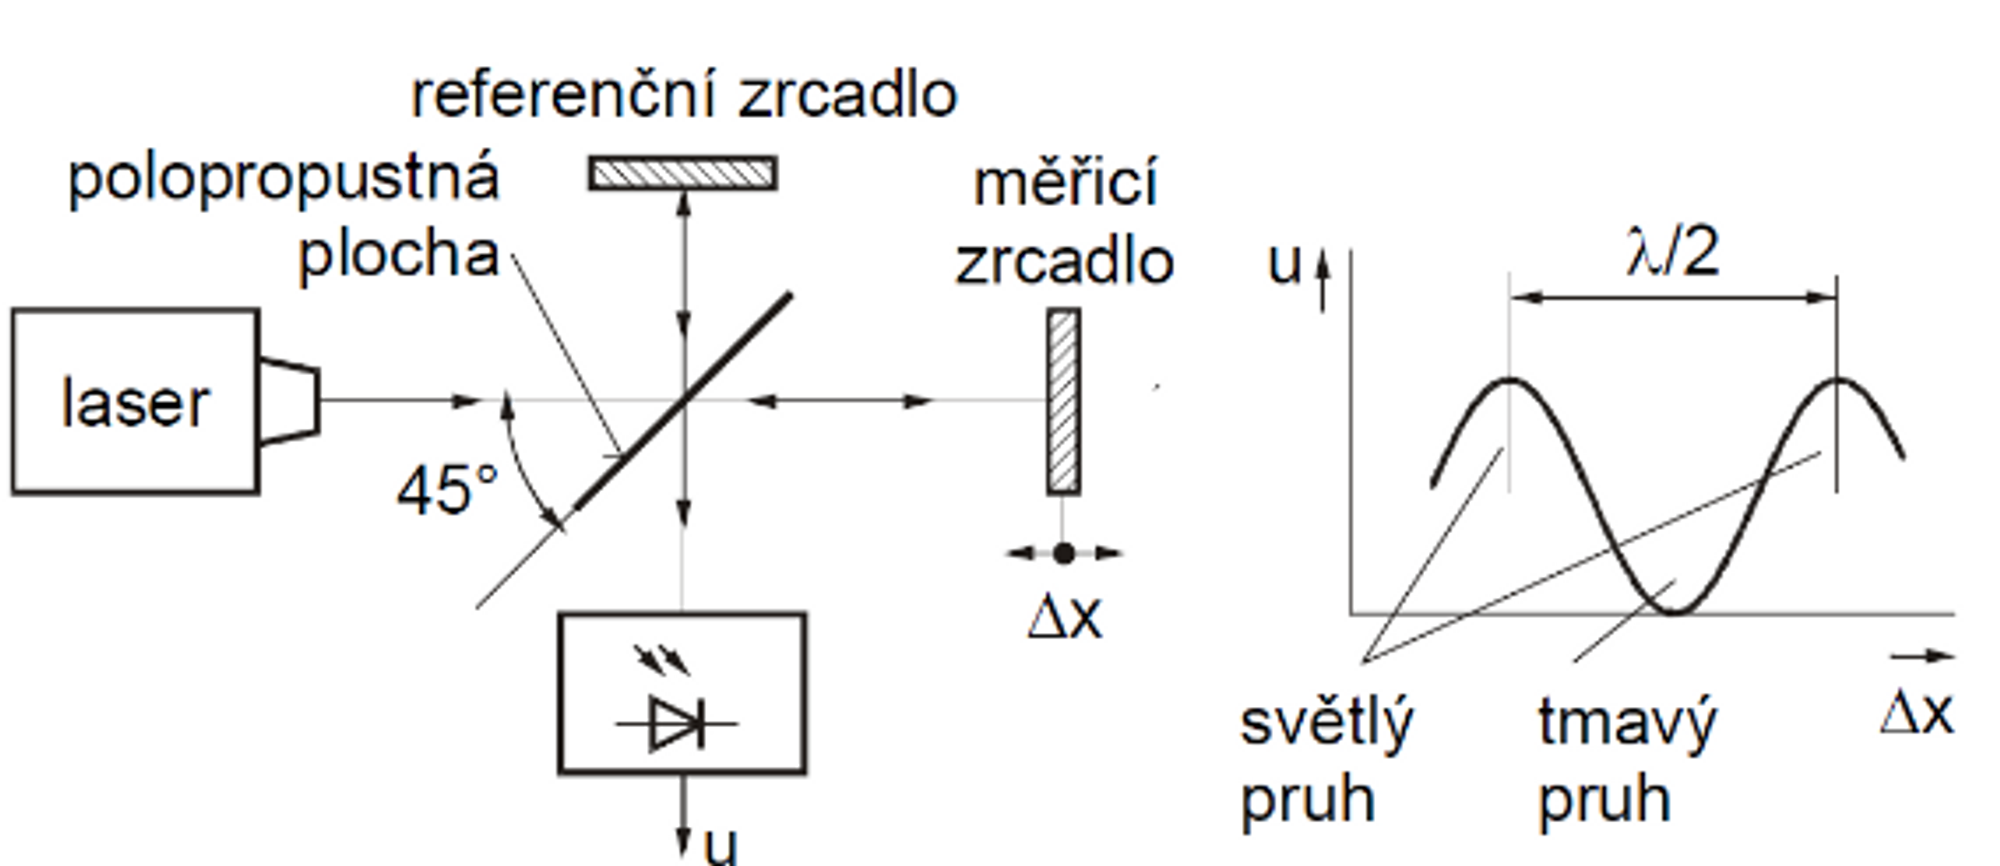 referenční zrcadlo
polopropustná
plocha
měřicí
zrcadlo
laser
45°
Δx
u
u
λ/2
světlý
pruh
tmavý
pruh
Δx